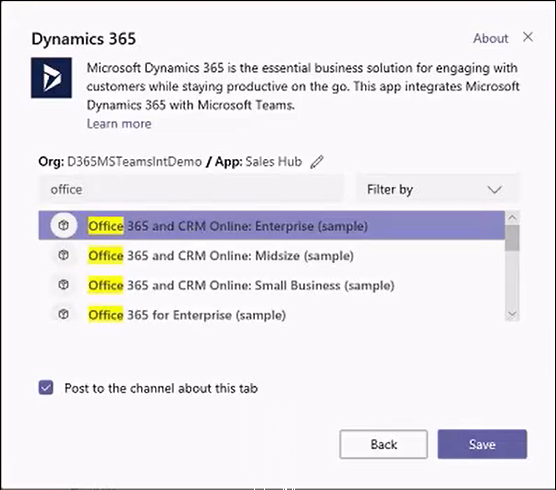 Dynamics 365
About
Microsoft Dynamics 365 is the essential business solution for engaging with
customers while staying productive on the go. This app integrates Microsoft
Dynamics 365 with Microsoft Teams.
Learn more
Org: D365MSTeamsIntDemo / App: Sales Hub
office
Filter by
Office 365 and CRM Online: Enterprise (sample)
Office 365 and CRM Online: Midsize (sample)
Office 365 and CRM Online: Small Business (sample)
Office 365 for Enterprise (sample)
Post to the channel about this tab
Back
Save